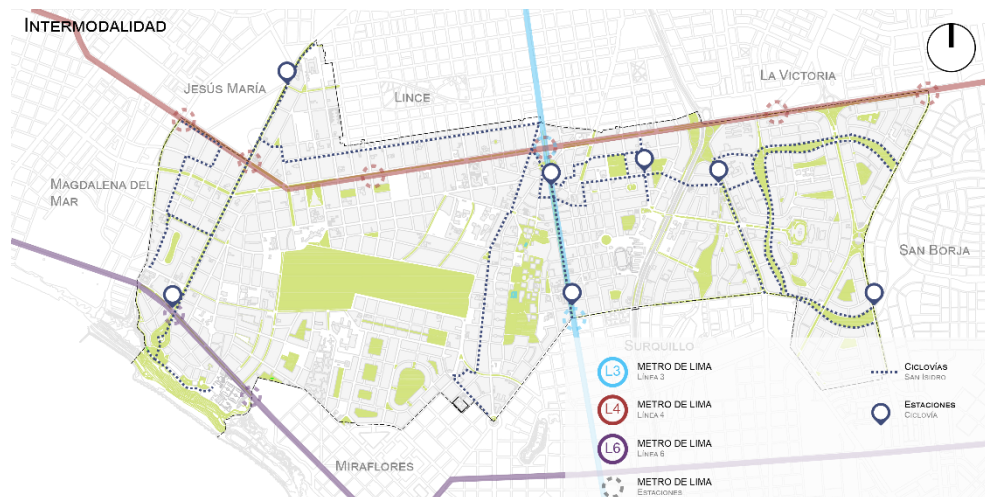 INTERMODALIDAD
JESÚS MARÍA
LINCE
LA VICTORIA
MAGDALENA DEL
MAR
SAN BORJA
SURQUILLO
MIRAFLORES
L3
METRO DE LIMA
LÍNEA 3
L4
METRO DE LIMA
LÍNEA 4
L6
METRO DE LIMA
LÍNEA 6
METRO DE LIMA
ESTACIONES
CICLOVÍAS
SAN ISIDRO
ESTACIONES
CICLOVÍA